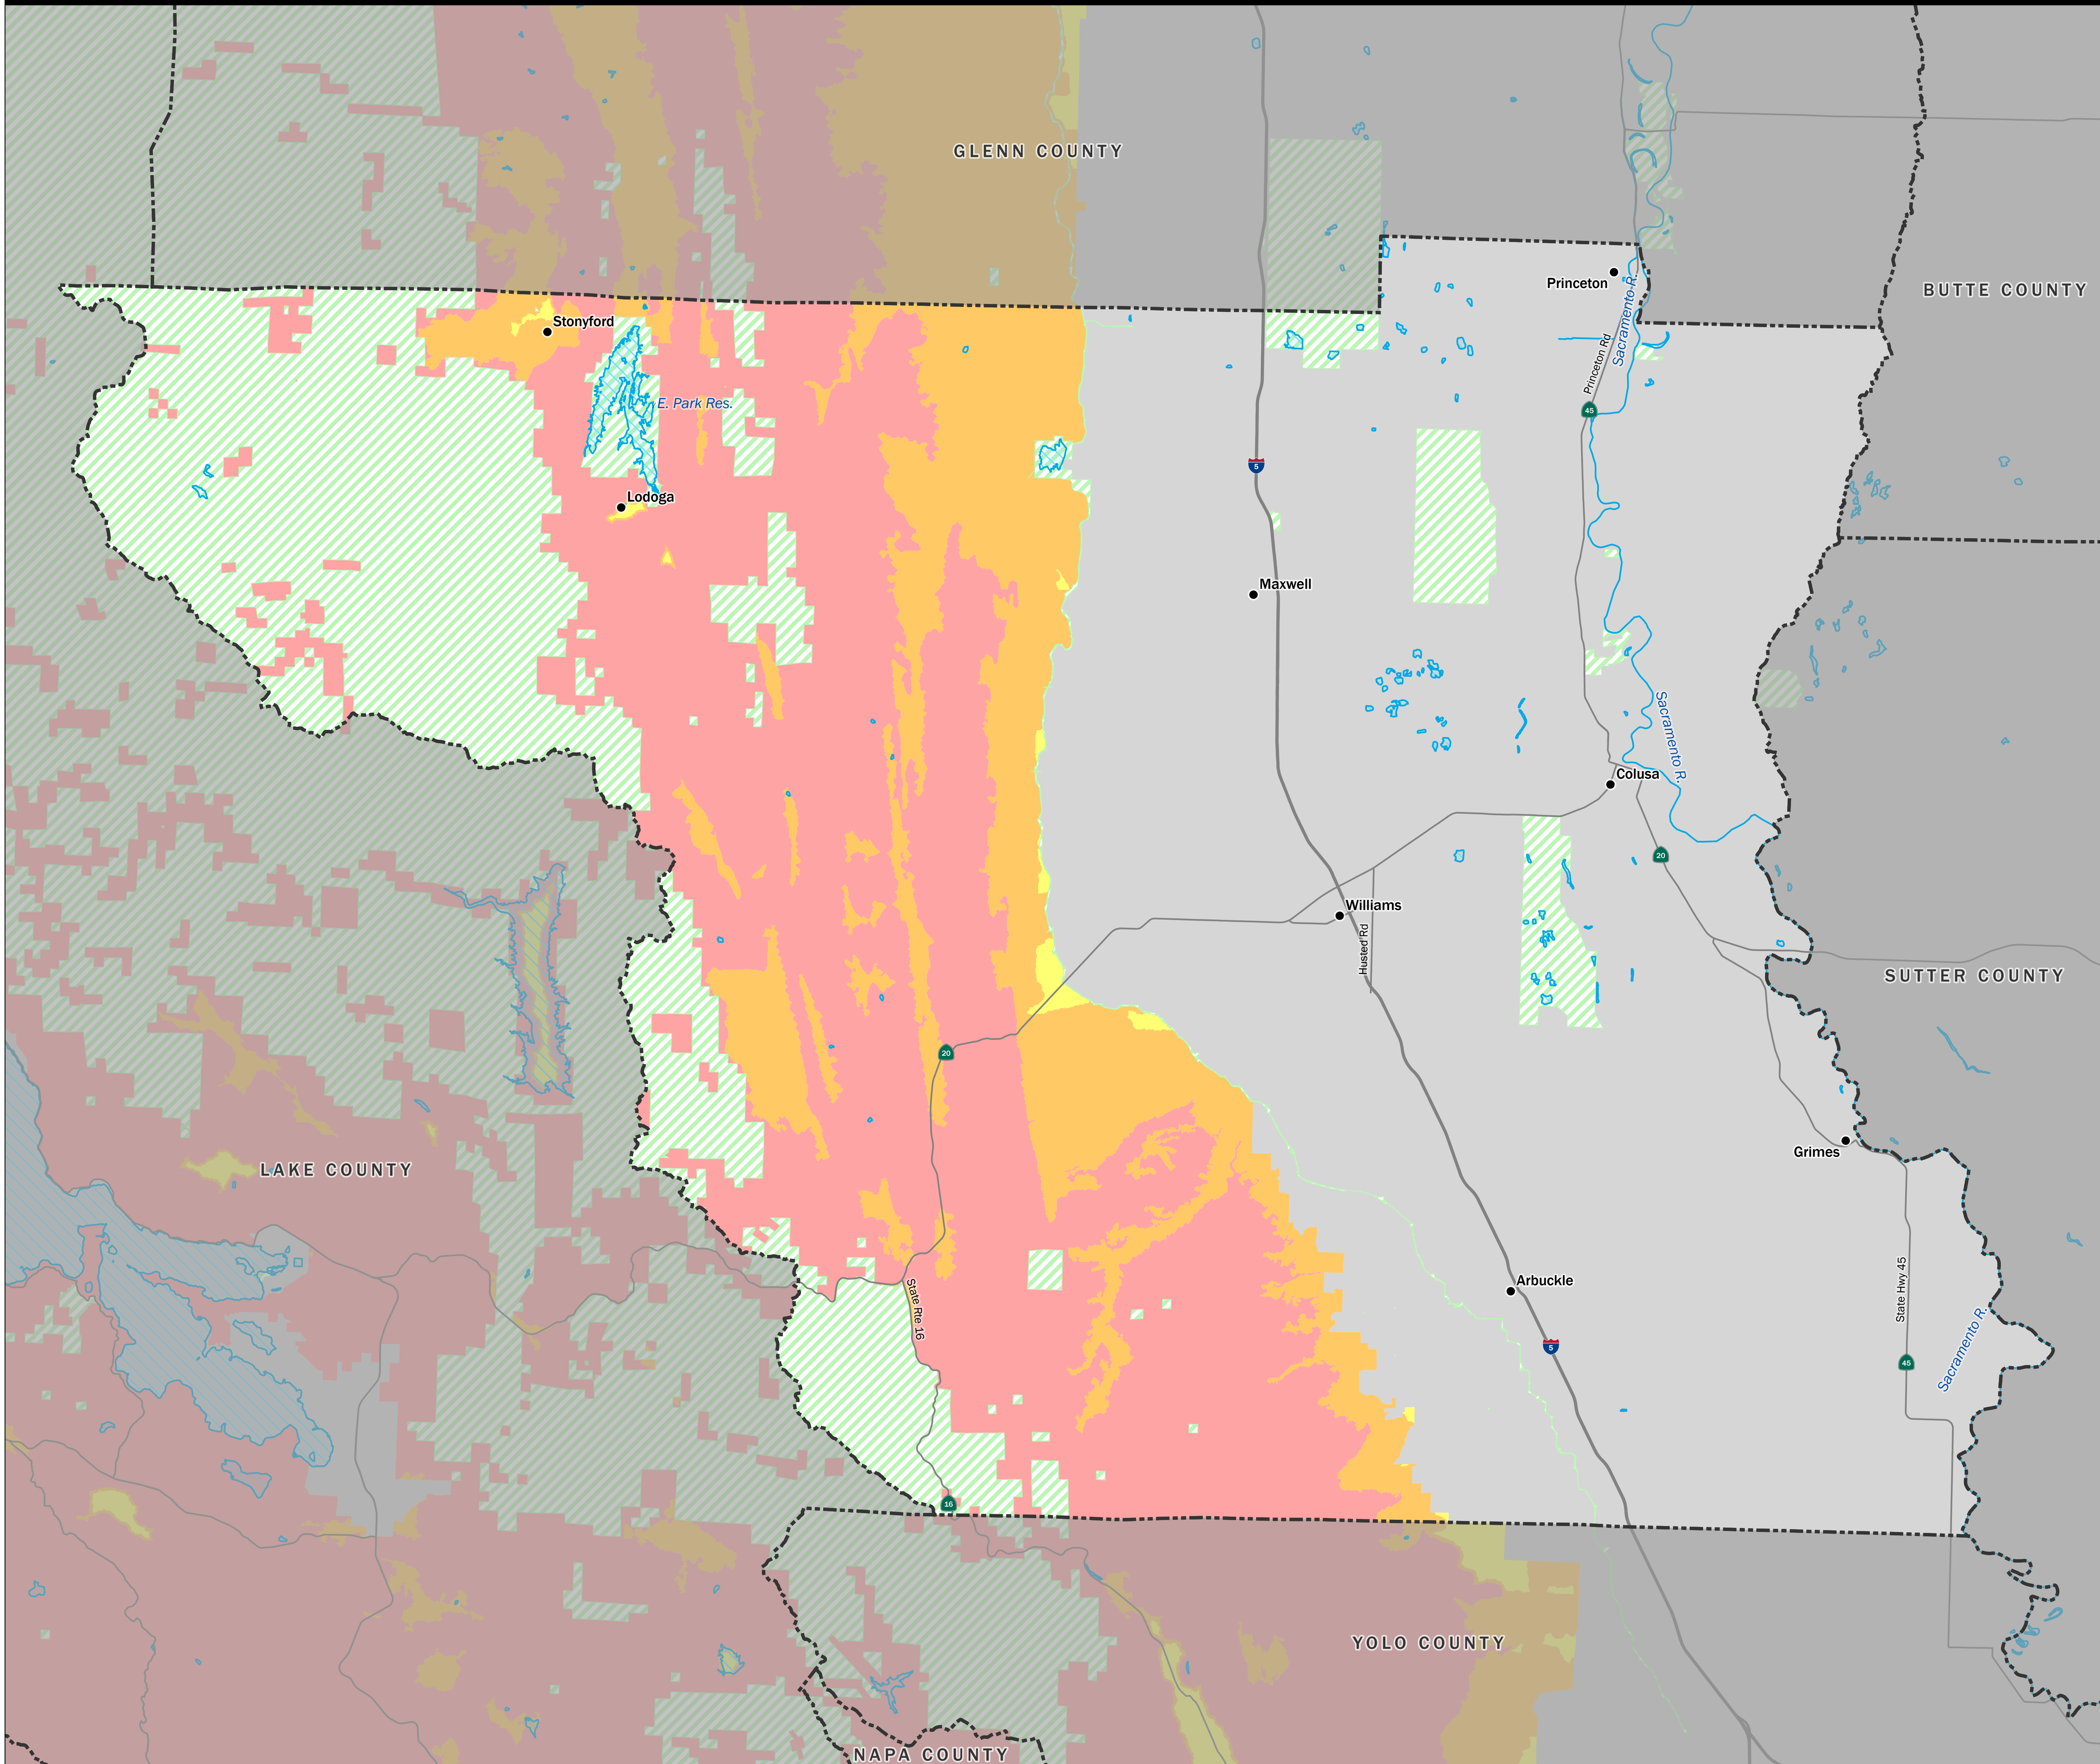 GLENN COUNTY
Princeton
BUTTE COUNTY
Stonyford
Sacramento R.
Princeton Rd
E. Park Res.
45
5
Lodoga
Maxwell
Sacramento R.
Colusa
20
Williams
Husted Rd
SUTTER COUNTY
20
Grimes
LAKE COUNTY
Arbuckle
State Rte 16
State Hwy 45
5
Sacramento R.
45
16
YOLO COUNTY
NAPA COUNTY